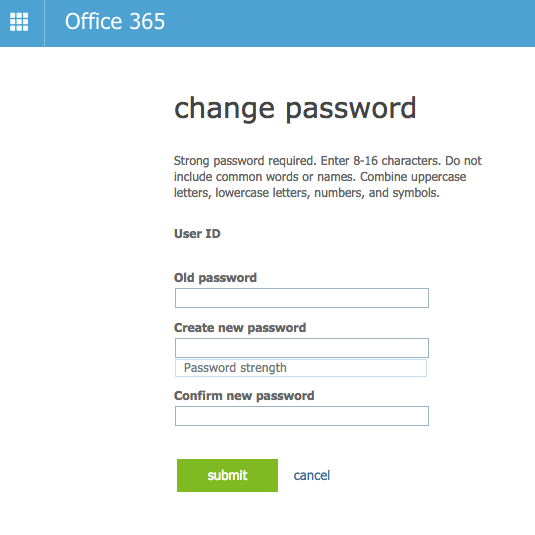 Office 365
change password
Strong password required. Enter 8-16 characters. Do not
include common words or names. Combine uppercase
letters, lowercase letters, numbers, and symbols.
User ID
Old password
Create new password
Password strength
Confirm new password
submit cancel